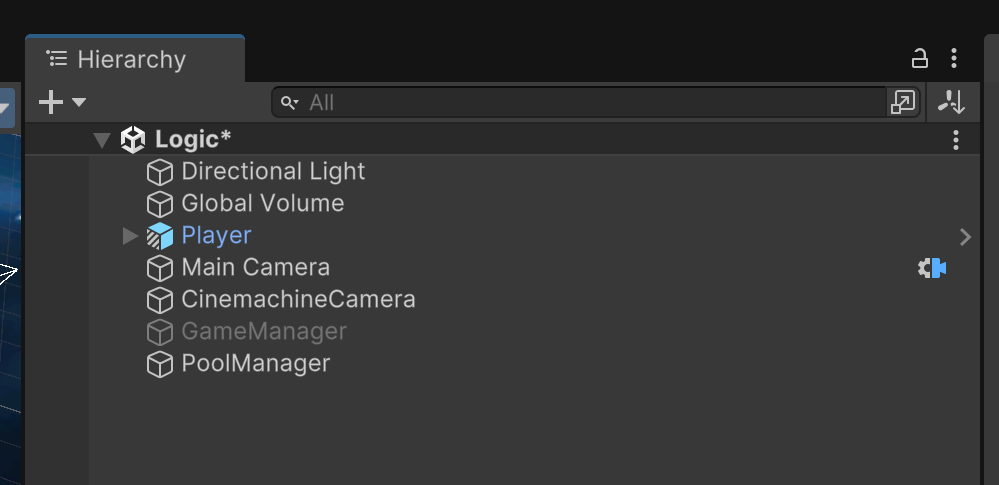 Hierarchy
All
Logic*
Directional Light
Global Volume
Player
Main Camera
CinemachineCamera
GameManager
PoolManager